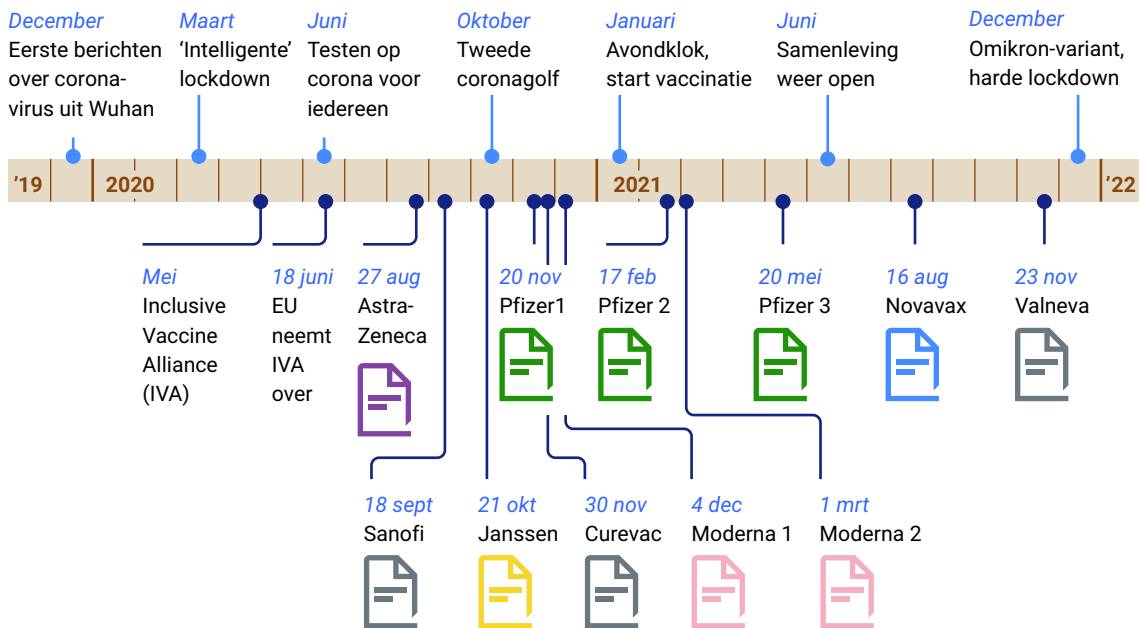 December
Eerste berichten
over corona-
virus uit Wuhan
Maart
‘Intelligente’
lockdown
Juni
Testen op
corona voor
iedereen
Oktober
Tweede
coronagolf
Januari
Avondklok,
start vaccinatie
Juni
Samenleving
weer open
December
Omikron-variant,
harde lockdown
’19
2020
2021
’22
Mei
Inclusive
Vaccine
Alliance
(IVA)
18 juni
EU
neemt
IVA
over
27 aug
Astra-
Zeneca
20 nov
Pfizer1
17 feb
Pfizer 2
20 mei
Pfizer 3
16 aug
Novavax
23 nov
Valneva
18 sept
Sanofi
21 okt
Janssen
30 nov
Curevac
4 dec
Moderna 1
1 mrt
Moderna 2